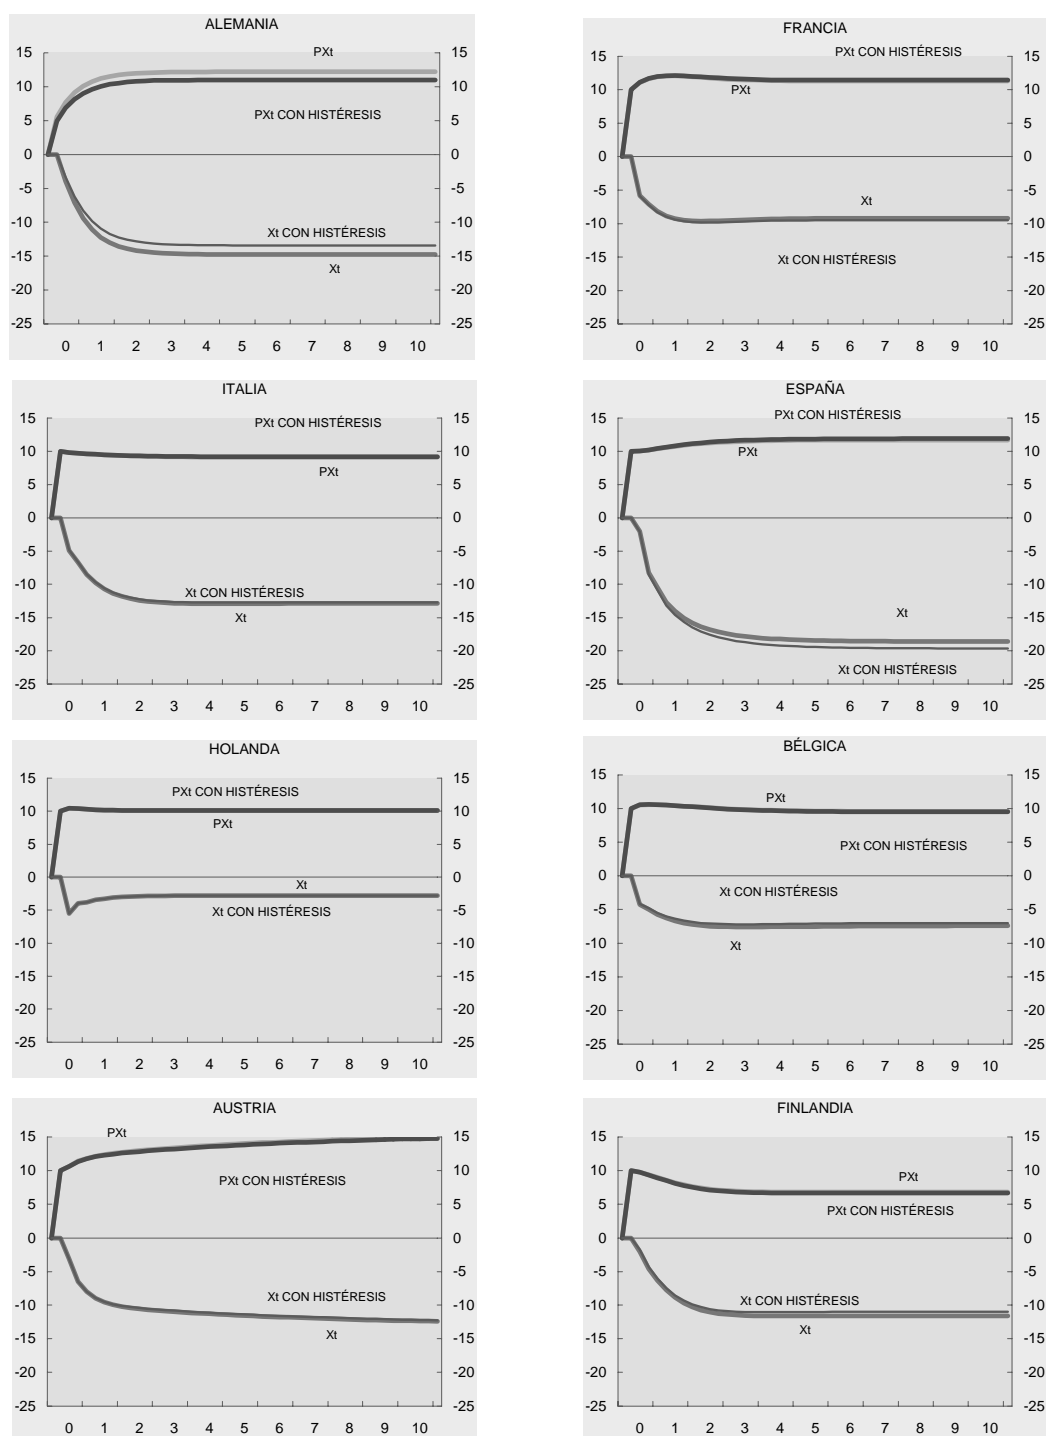 ALEMANIA
15 PXt 15
10 10
PXt CON HISTÉRESIS
5 5
0 0
-5 -5
-10 -10
Xt CON HISTÉRESIS
-15 -15
Xt
-20 -20
-25 -25
0 1 2 3 4 5 6 7 8 9 10
FRANCIA
PXt CON HISTÉRESIS
15 15
10 PXt 10
5 5
0 0
-5 -5
Xt
-10 -10
Xt CON HISTÉRESIS
-15 -15
-20 -20
-25 -25
0 1 2 3 4 5 6 7 8 9 10
ITALIA
15 PXt CON HISTÉRESIS 15
10 10
PXt
5 5
0 0
-5 -5
-10 -10
Xt CON HISTÉRESIS
-15 Xt -15
-20 -20
-25 -25
0 1 2 3 4 5 6 7 8 9 10
ESPAÑA
15 PXt CON HISTÉRESIS 15
10 PXt 10
5 5
0 0
-5 -5
-10 -10
Xt
-15 -15
-20 -20
Xt CON HISTÉRESIS
-25 -25
0 1 2 3 4 5 6 7 8 9 10
HOLANDA
15 15
PXt CON HISTÉRESIS
10 10
PXt
5 5
0 0
Xt
-5 Xt CON HISTÉRESIS -5
-10 -10
-15 -15
-20 -20
-25 -25
0 1 2 3 4 5 6 7 8 9 10
BÉLGICA
15 15
PXt
10 10
PXt CON HISTÉRESIS
5 5
0 0
Xt CON HISTÉRESIS
-5 -5
-10 Xt -10
-15 -15
-20 -20
-25 -25
0 1 2 3 4 5 6 7 8 9 10
AUSTRIA
15 PXt 15
10 10
PXt CON HISTÉRESIS
5 5
0 0
-5 -5
Xt CON HISTÉRESIS
-10 -10
Xt
-15 -15
-20 -20
-25 -25
0 1 2 3 4 5 6 7 8 9 10
FINLANDIA
15 15
10 10
PXt
5 PXt CON HISTÉRESIS 5
0 0
-5 -5
-10 Xt CON HISTÉRESIS -10
Xt
-15 -15
-20 -20
-25 -25
0 1 2 3 4 5 6 7 8 9 10